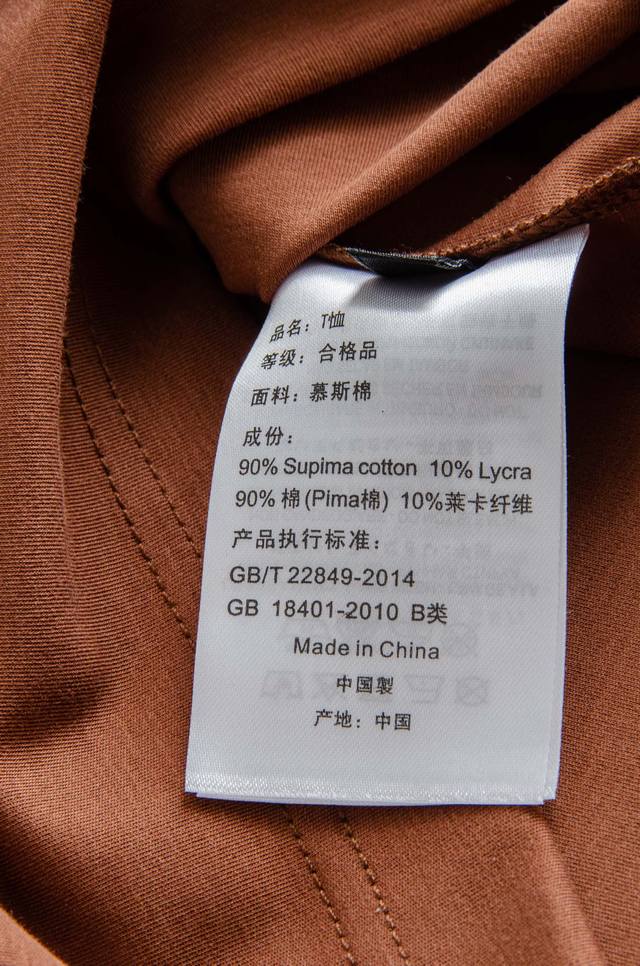 品名：T恤
等级：合格品
面料：慕斯棉
成份：
90% Supima cotton 10% Lycra
90% 棉(Pima棉) 10%莱卡纤维
产品执行标准：
GB/T 22849-2014
GB 18401-2010 B类
Made in China
中国製
产地：中国